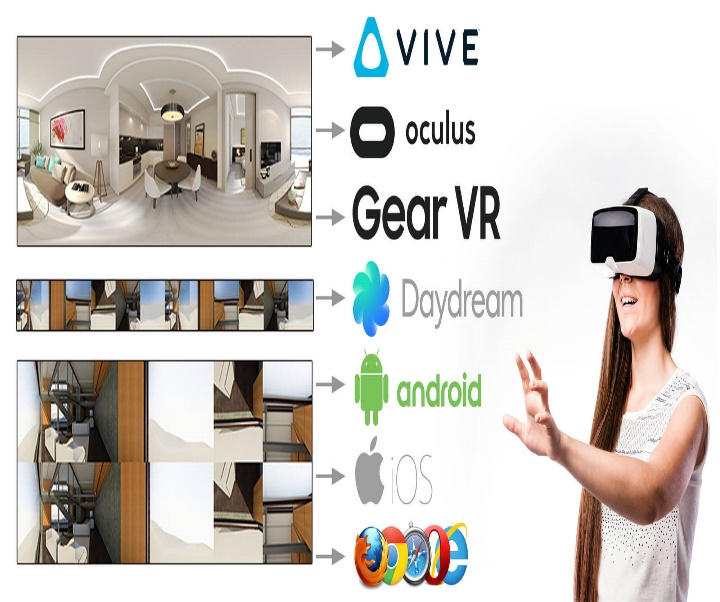 VIVE
oculus
Gear VR
Daydream
android
iOS